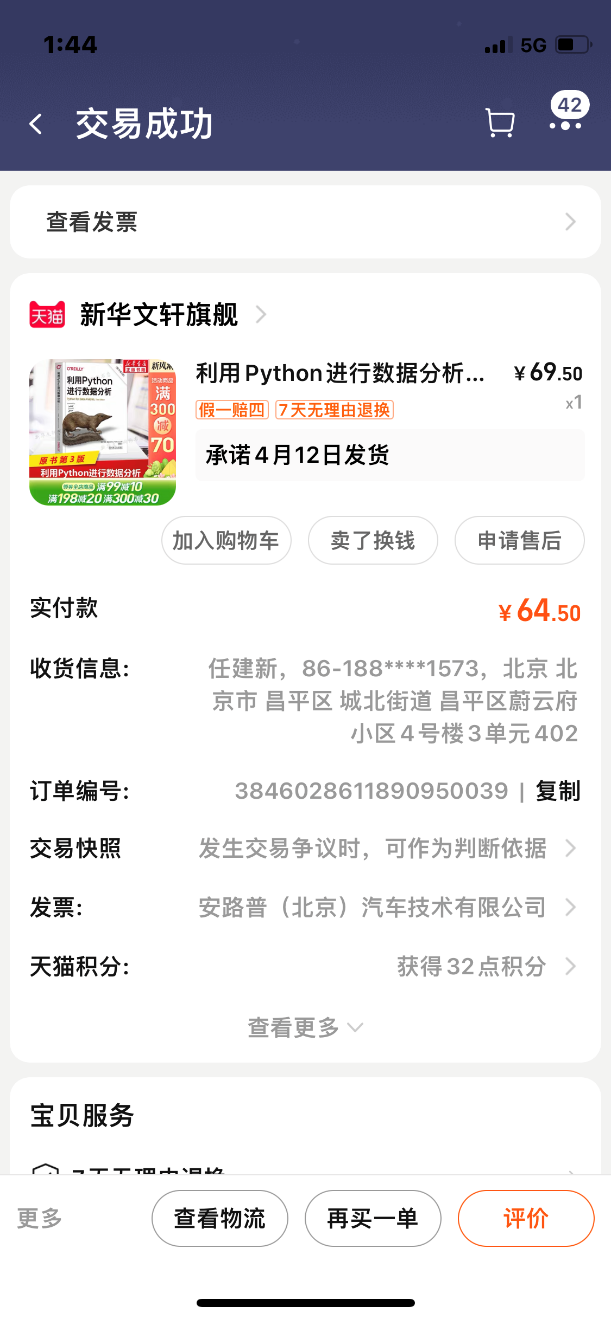 1:44
5G
42
交易成功
查看发票
天猫 新华文轩旗舰
O'REILLY
利用Python
进行数据分析
原书第3版
利用Python进行数据分析
满
300
减
70
满99减10
满198减20满300减30
利用Python进行数据分析... ¥69.50
假一赔四 7天无理由退换 x1
承诺4月12日发货
加入购物车 卖了换钱 申请售后
实付款 ¥64.50
收货信息: 任建新，86-188****1573，北京 北
京市 昌平区 城北街道 昌平区蔚云府
小区4号楼3单元402
订单编号: 3846028611890950039 | 复制
交易快照 发生交易争议时，可作为判断依据
发票: 安路普（北京）汽车技术有限公司
天猫积分: 获得32点积分
查看更多
宝贝服务
7天无理由退换
更多 查看物流 再买一单 评价